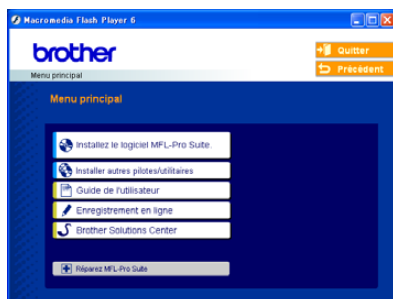 Macromedia Flash Player 6
brother
Quitter
Précédent
Menu principal
Menu principal
Installez le logiciel MFL-Pro Suite.
Installer autres pilotes/utilitaires
Guide de l'utilisateur
Enregistrement en ligne
Brother Solutions Center
Réparez MFL-Pro Suite